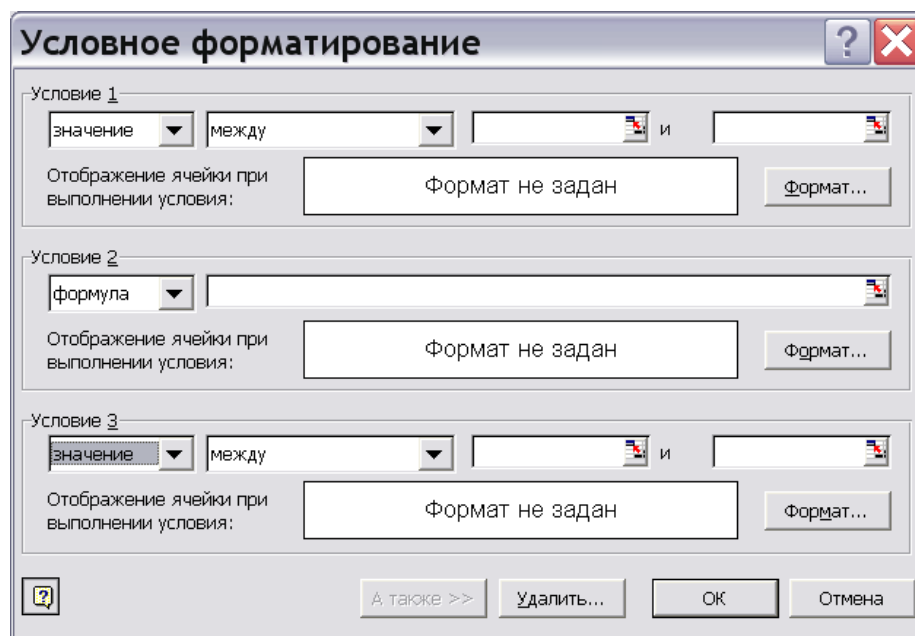 Условное форматирование
Условие 1
значение между и
Отображение ячейки при
выполнении условия:
Формат не задан
Формат...
Условие 2
формула
Отображение ячейки при
выполнении условия:
Формат не задан
Формат...
Условие 3
значение между и
Отображение ячейки при
выполнении условия:
Формат не задан
Формат...
А также >> Удалить... ОК Отмена